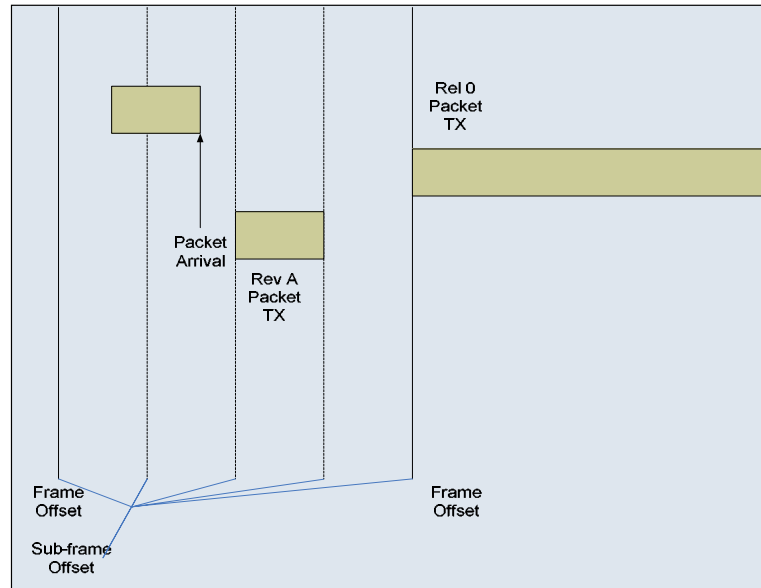 Rel 0
Packet
TX
Packet
Arrival
Rev A
Packet
TX
Frame
Offset
Frame
Offset
Sub-frame
Offset